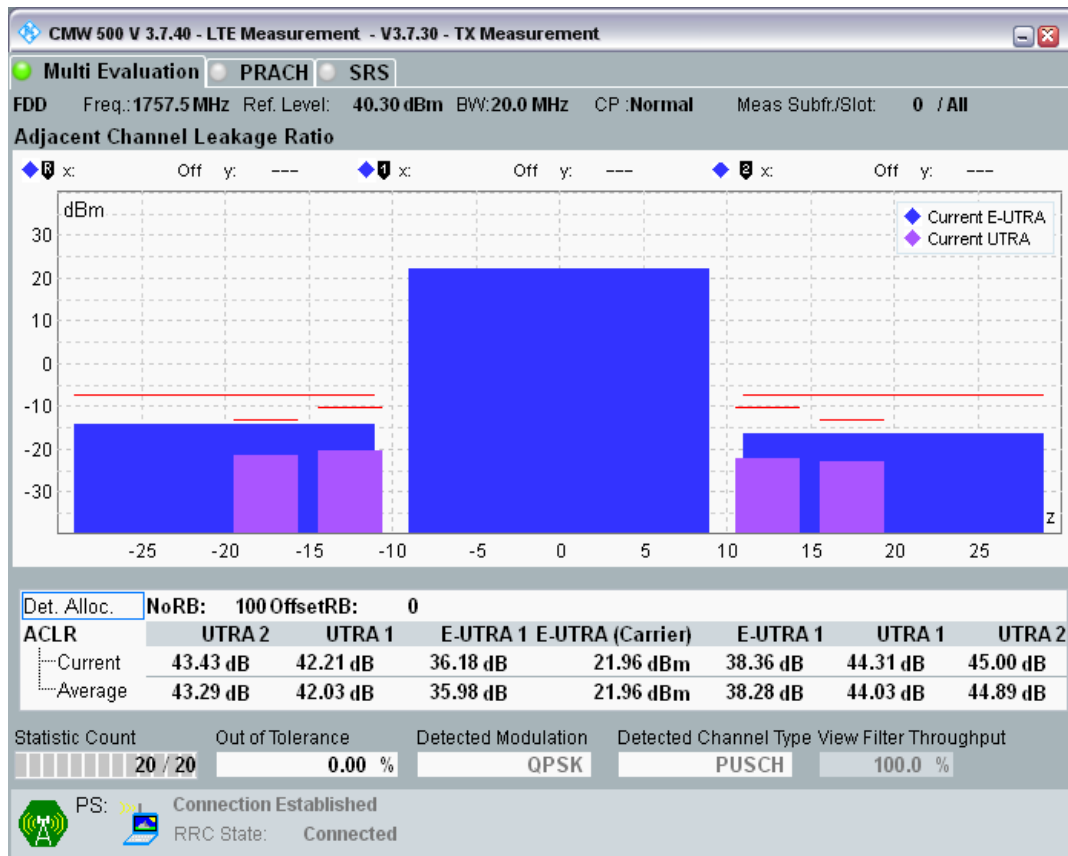 CMW 500 V 3.7.40 - LTE Measurement - V3.7.30 - TX Measurement
Multi Evaluation PRACH SRS
FDD Freq.:1757.5 MHz Ref. Level: 40.30 dBm BW:20.0 MHz CP :Normal Meas Subfr./Slot: 0 / All
Adjacent Channel Leakage Ratio
R x: Off y: --- 1 x: Off y: --- 2 x: Off y: ---
dBm
Current E-UTRA
Current UTRA
30
20
10
0
-10
-20
-30
z
-25 -20 -15 -10 -5 0 5 10 15 20 25
Det. Alloc. NoRB: 100 OffsetRB: 0
ACLR UTRA 2 UTRA 1 E-UTRA 1 E-UTRA (Carrier) E-UTRA 1 UTRA 1 UTRA 2
Current 43.43 dB 42.21 dB 36.18 dB 21.96 dBm 38.36 dB 44.31 dB 45.00 dB
Average 43.29 dB 42.03 dB 35.98 dB 21.96 dBm 38.28 dB 44.03 dB 44.89 dB
Statistic Count Out of Tolerance Detected Modulation Detected Channel Type View Filter Throughput
20 / 20 0.00 % QPSK PUSCH 100.0 %
PS: Connection Established
RRC State: Connected